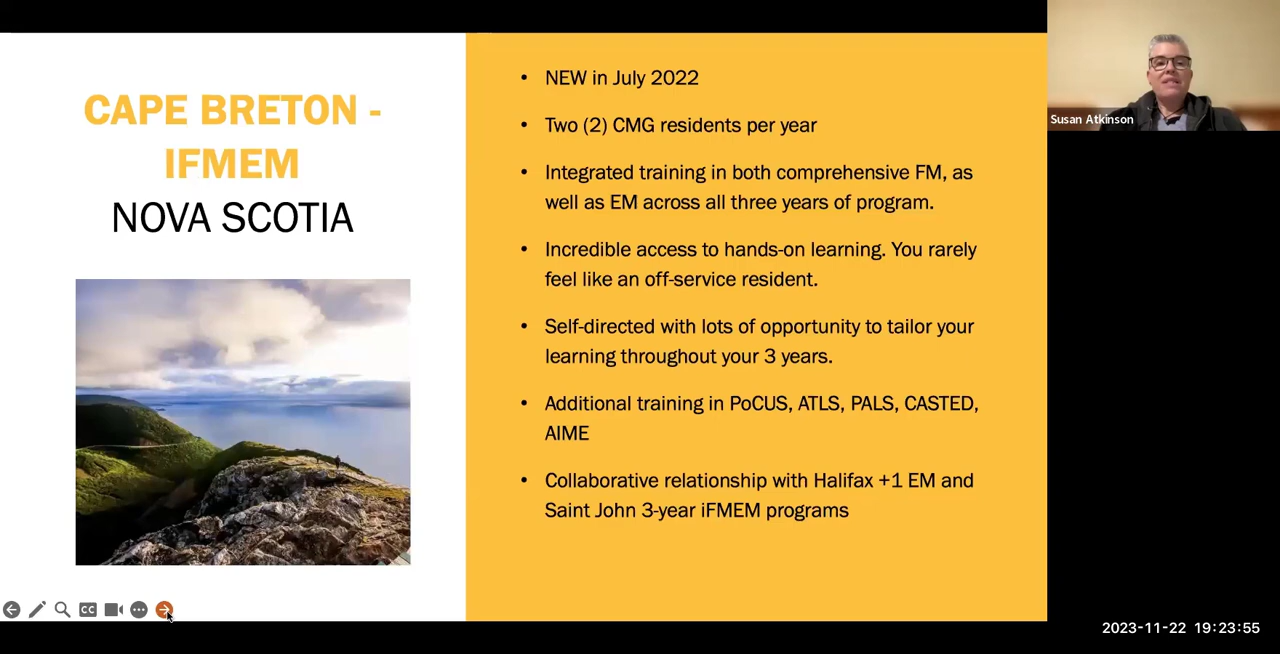 CAPE BRETON -
IFMEM
NOVA SCOTIA
• NEW in July 2022
• Two (2) CMG residents per year
• Integrated training in both comprehensive FM, as
well as EM across all three years of program.
• Incredible access to hands-on learning. You rarely
feel like an off-service resident.
• Self-directed with lots of opportunity to tailor your
learning throughout your 3 years.
• Additional training in PoCUS, ATLS, PALS, CASTED,
AIME
• Collaborative relationship with Halifax +1 EM and
Saint John 3-year iFMEM programs
Susan Atkinson
CC
2023-11-22 19:23:55